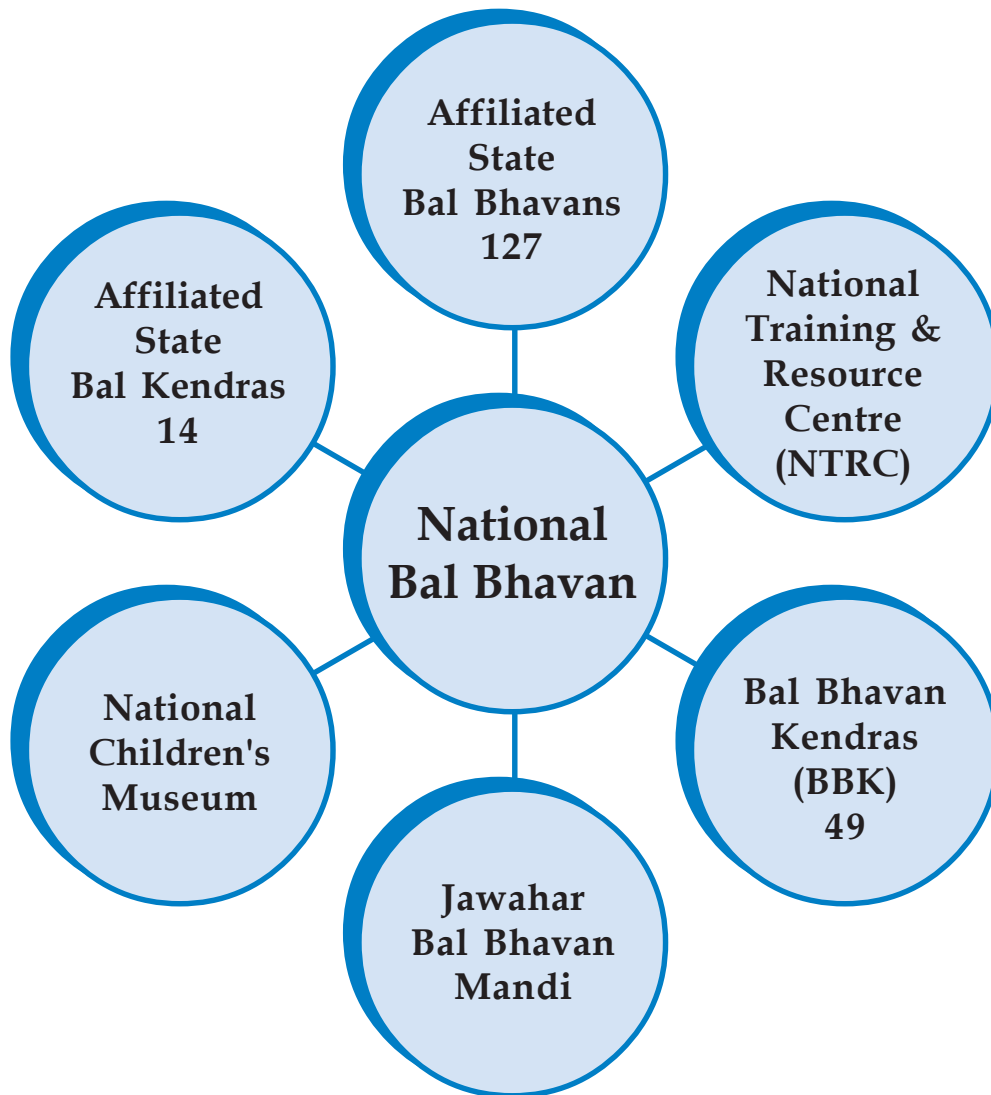 Affiliated
State
Bal Bhavans
127
National
Training &
Resource
Centre
(NTRC)
Bal Bhavan
Kendras
(BBK)
49
Jawahar
Bal Bhavan
Mandi
National
Children's
Museum
Affiliated
State
Bal Kendras
14
National
Bal Bhavan